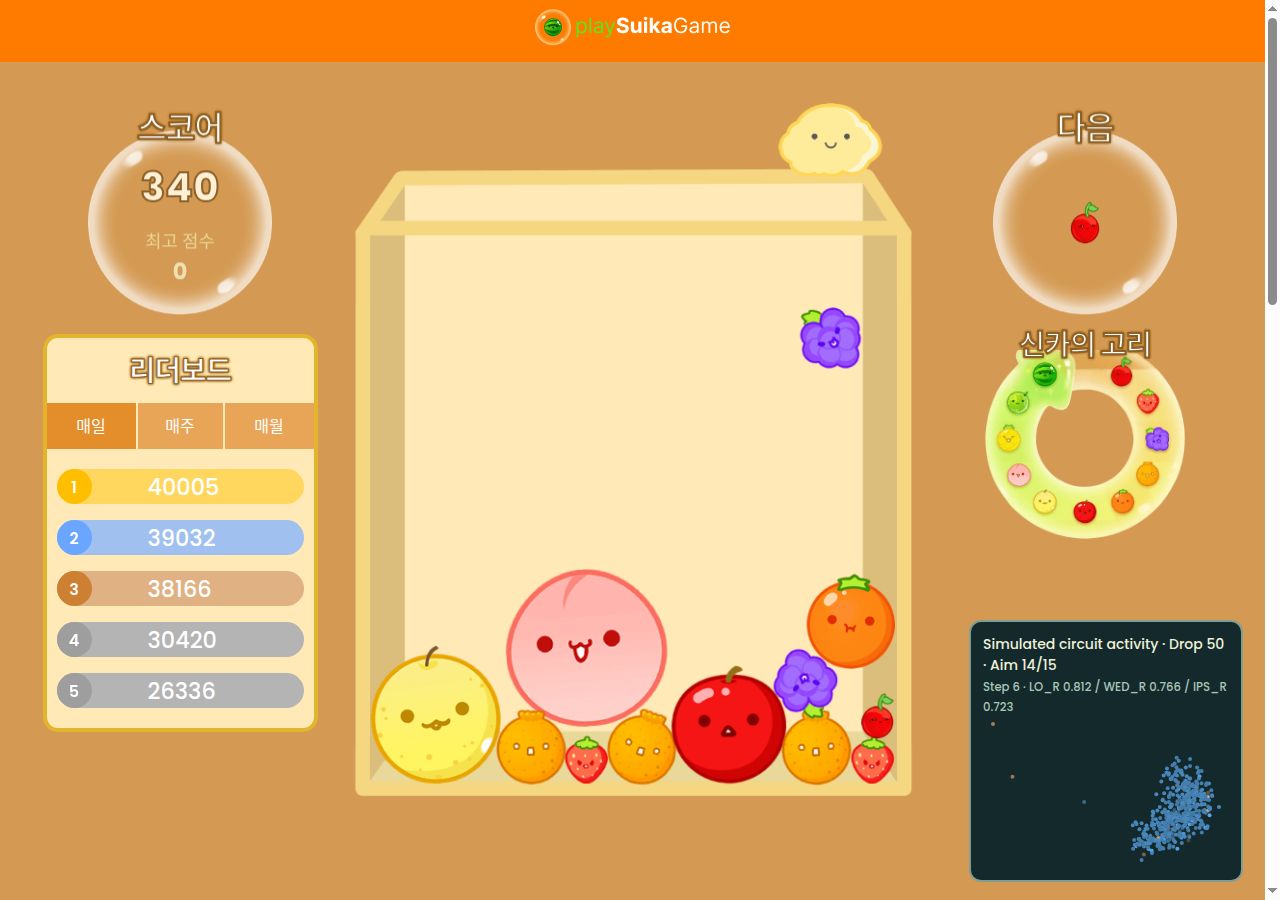 playSuikaGame
스코어
340
최고 점수
0
다음
신카의 고리
리더보드
매일 매주 매월
1 40005
2 39032
3 38166
4 30420
5 26336
Simulated circuit activity · Drop 50
· Aim 14/15
Step 6 · LO_R 0.812 / WED_R 0.766 / IPS_R
0.723